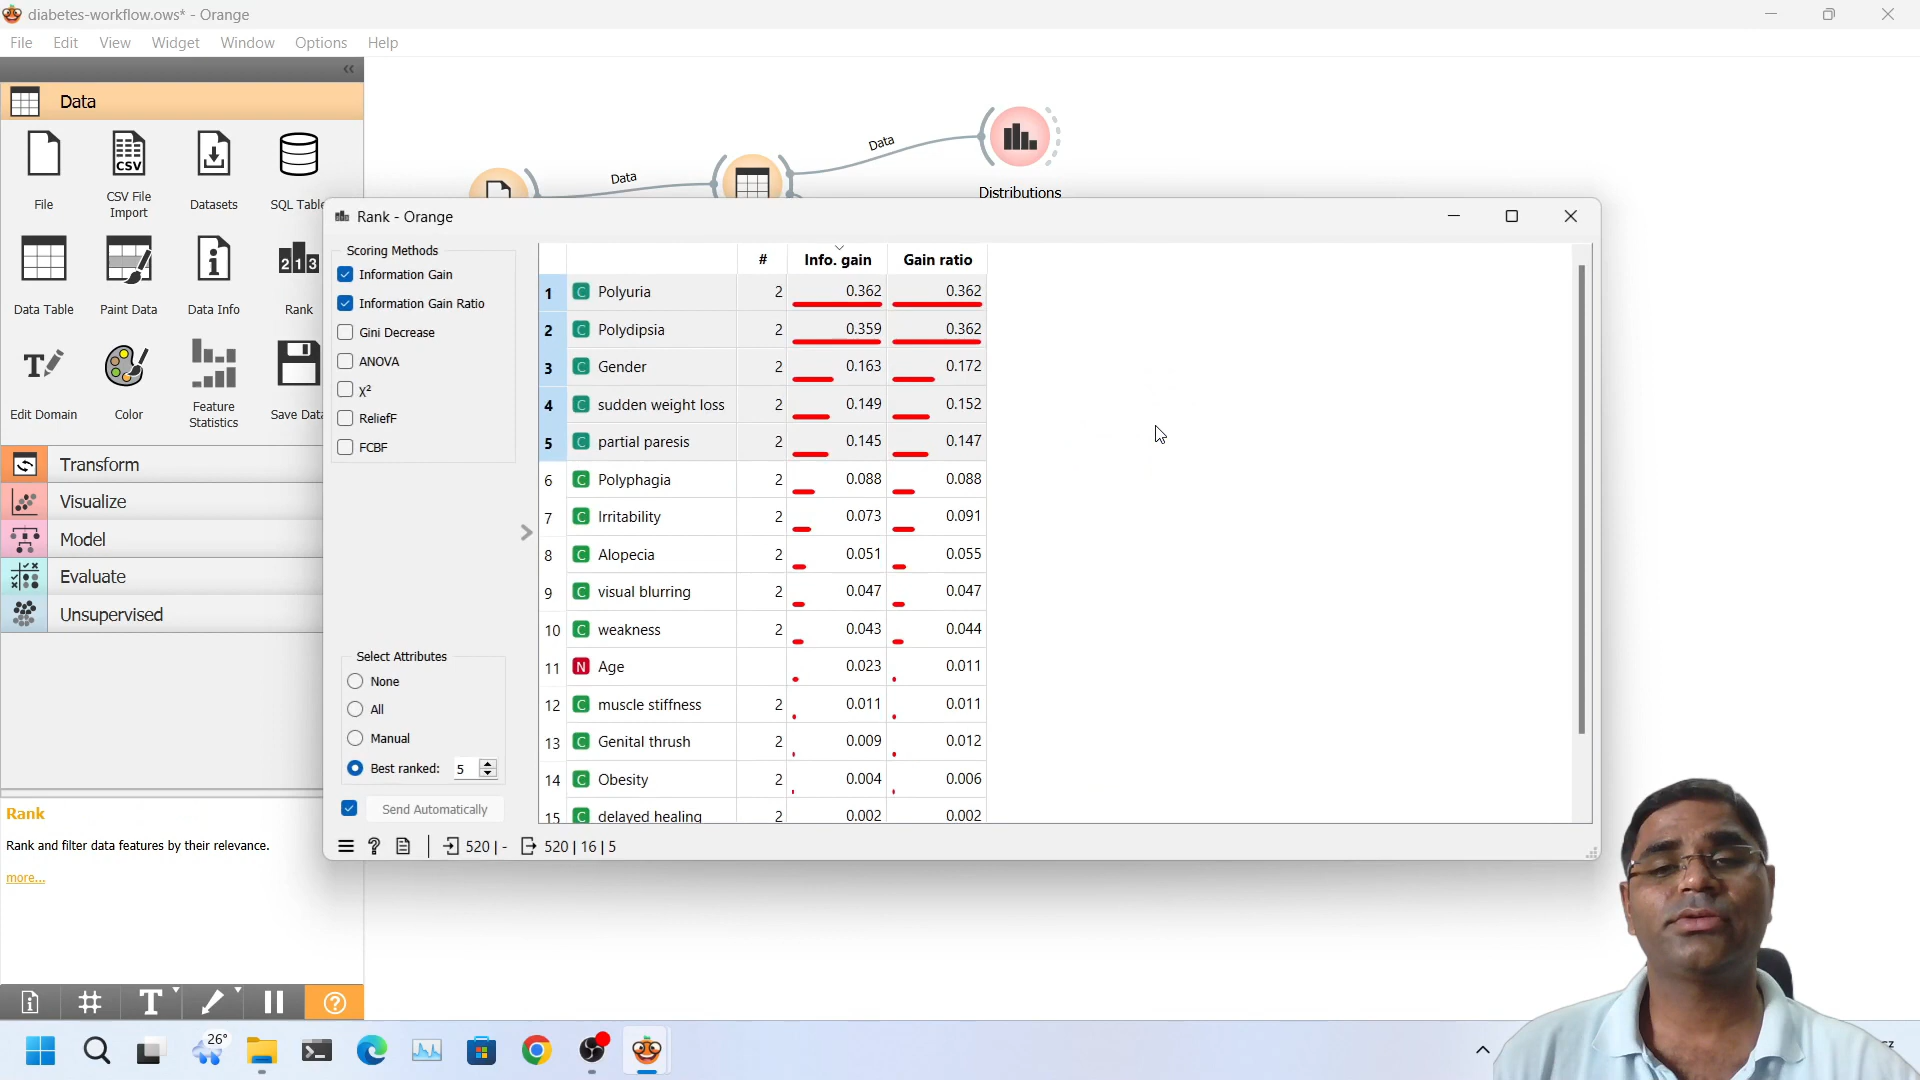 diabetes-workflow.ows* - Orange
File Edit View Widget Window Options Help
Data
File
CSV File Import
Datasets
SQL Table
Data Table
Paint Data
Data Info
Rank
Edit Domain
Color
Feature Statistics
Save Data
Transform
Visualize
Model
Evaluate
Unsupervised
Rank
Rank and filter data features by their relevance.
more...
Data
Data
Distributions
Rank - Orange
Scoring Methods
Information Gain
Information Gain Ratio
Gini Decrease
ANOVA
χ²
ReliefF
FCBF
Select Attributes
None
All
Manual
Best ranked: 5
Send Automatically
520 | - 520 | 16 | 5
# Info. gain Gain ratio
1 C Polyuria 2 0.362 0.362
2 C Polydipsia 2 0.359 0.362
3 C Gender 2 0.163 0.172
4 C sudden weight loss 2 0.149 0.152
5 C partial paresis 2 0.145 0.147
6 C Polyphagia 2 0.088 0.088
7 C Irritability 2 0.073 0.091
8 C Alopecia 2 0.051 0.055
9 C visual blurring 2 0.047 0.047
10 C weakness 2 0.043 0.044
11 N Age 0.023 0.011
12 C muscle stiffness 2 0.011 0.011
13 C Genital thrush 2 0.009 0.012
14 C Obesity 2 0.004 0.006
15 C delayed healing 2 0.002 0.002
26°